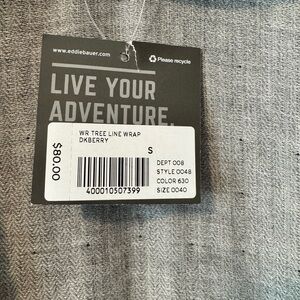 www.eddiebauer.com
Please recycle
LIVE YOUR
ADVENTURE.
$80.00
WR TREE LINE WRAP
DKBERRY
S
400010507399
DEPT 008
STYLE 0048
COLOR 630
SIZE 0040